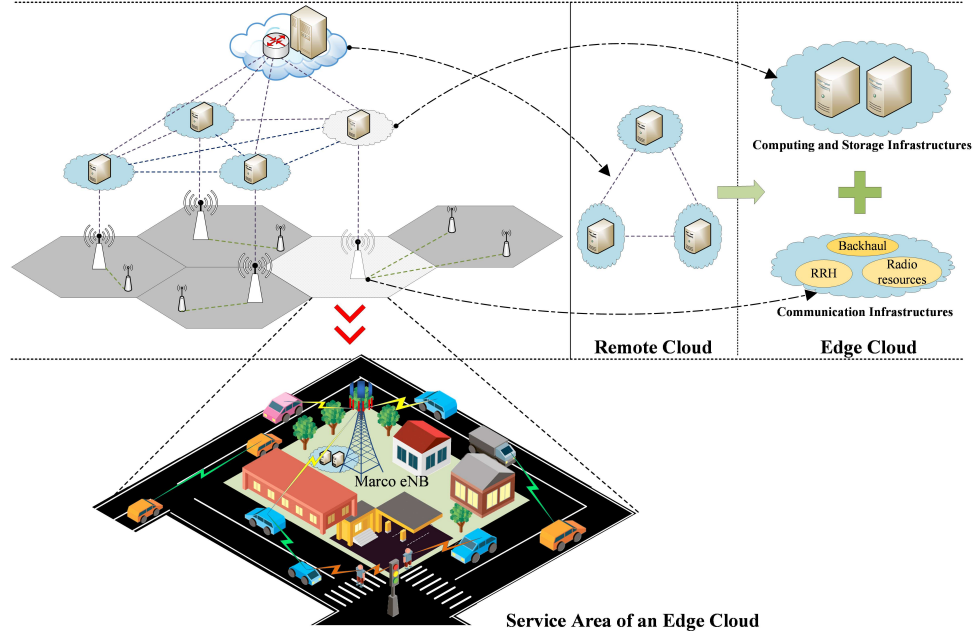 Computing and Storage Infrastructures
Backhaul
RRH
Radio
resources
Communication Infrastructures
Remote Cloud
Edge Cloud
Marco eNB
Service Area of an Edge Cloud